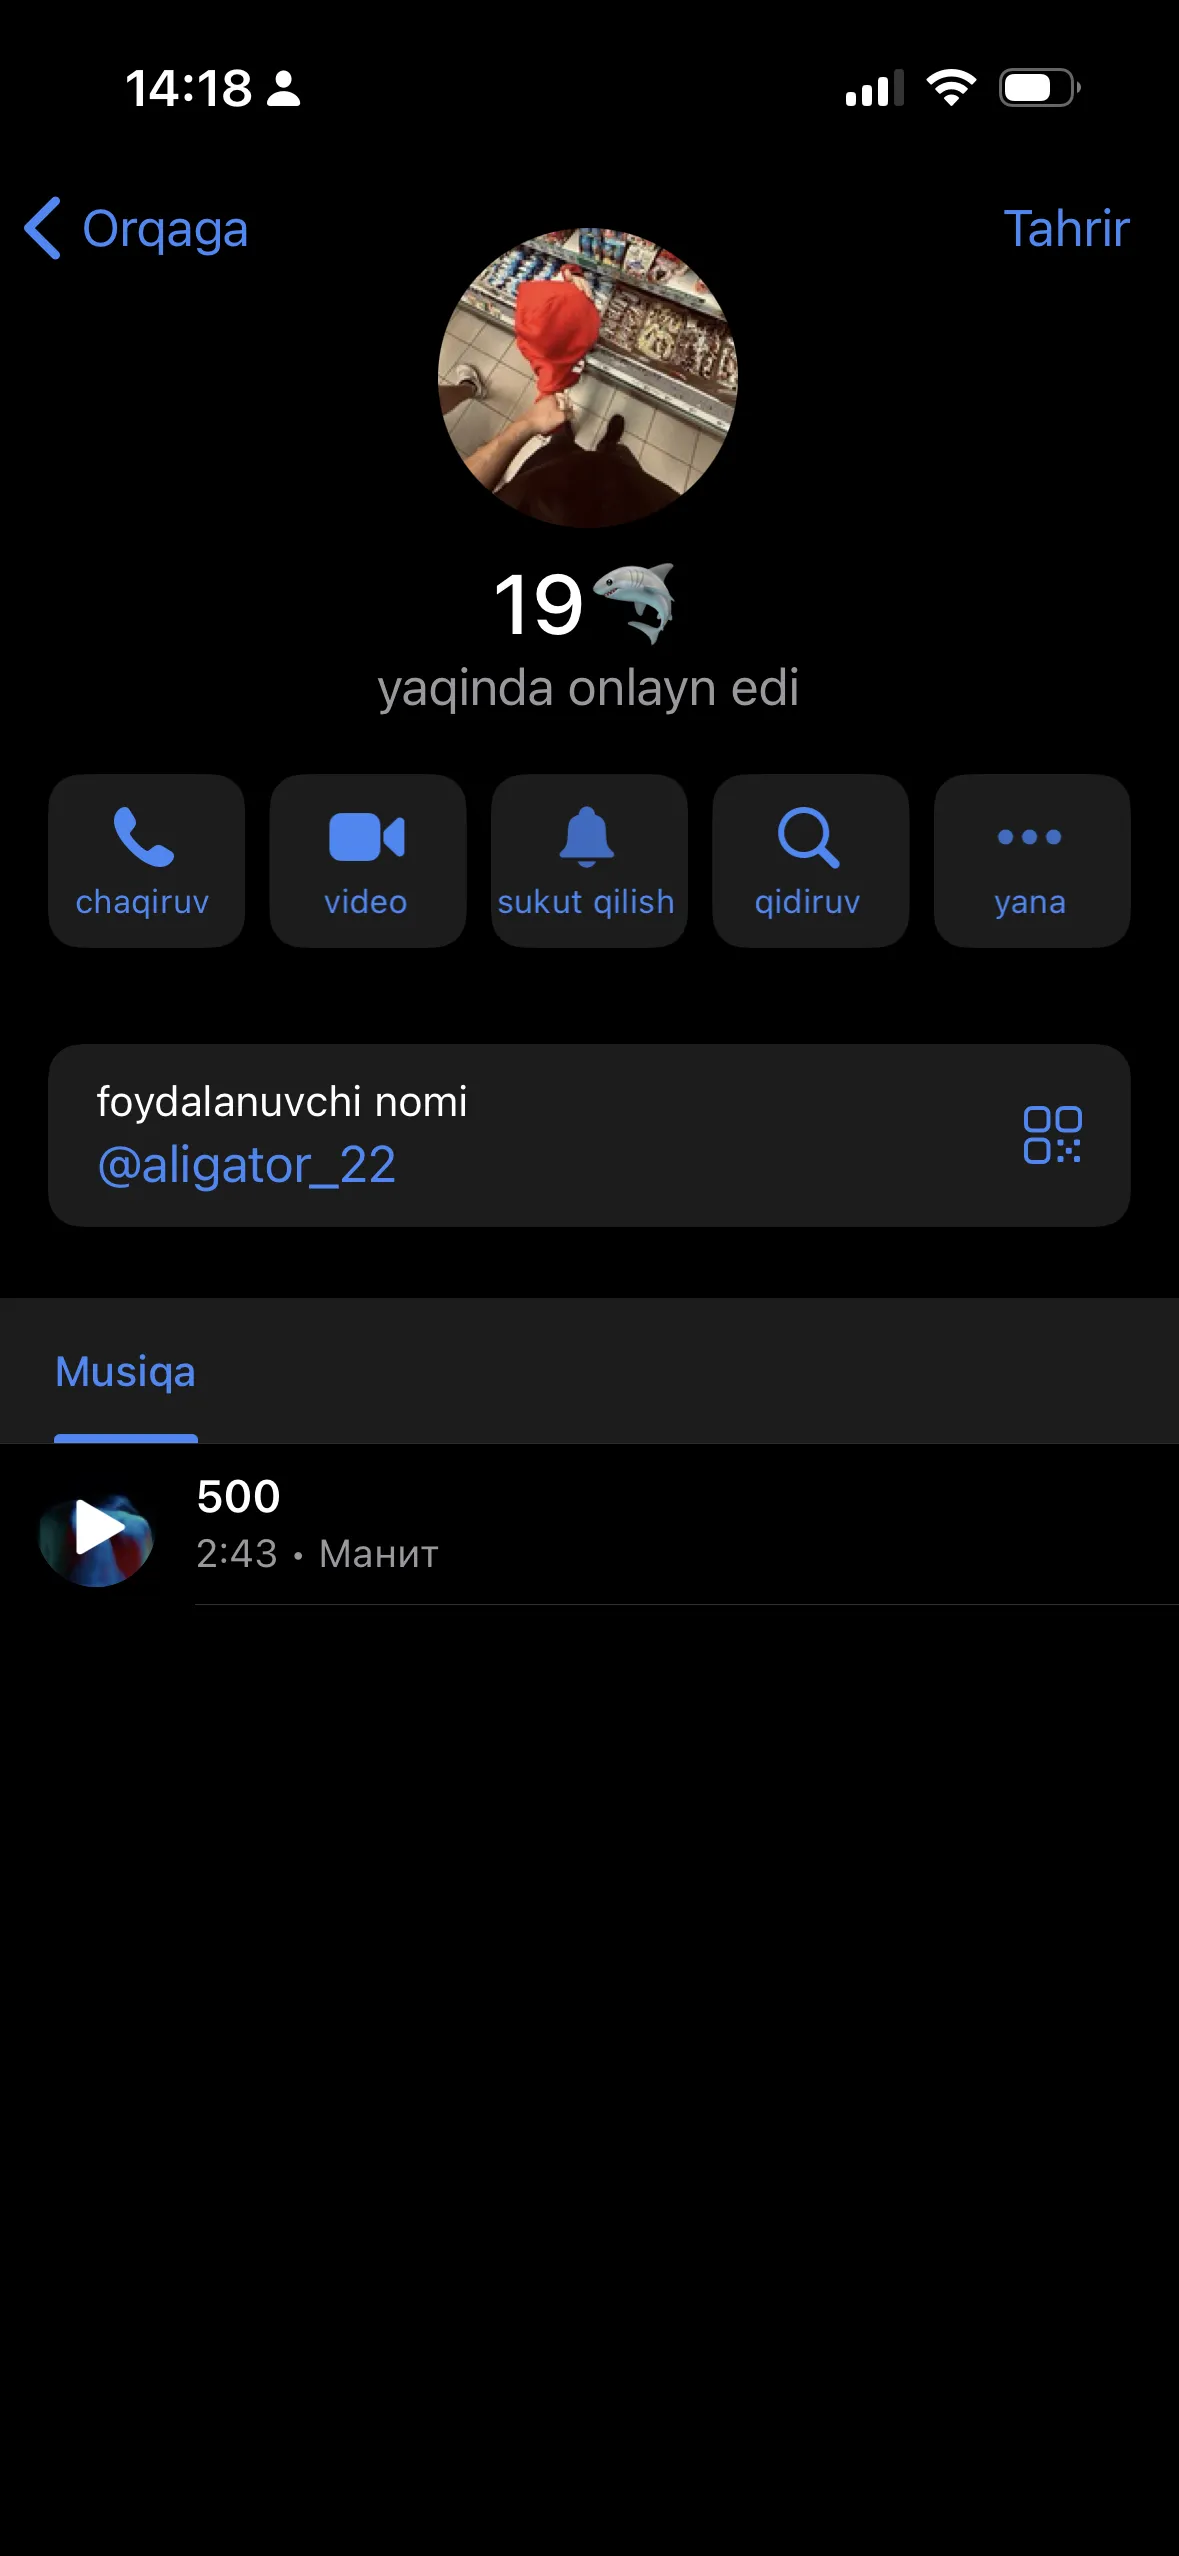 14:18
Orqaga
Tahrir
19🦈
yaqinda onlayn edi
chaqiruv
video
sukut qilish
qidiruv
yana
foydalanuvchi nomi
@aligator_22
Musiqa
500
2:43 • Манит